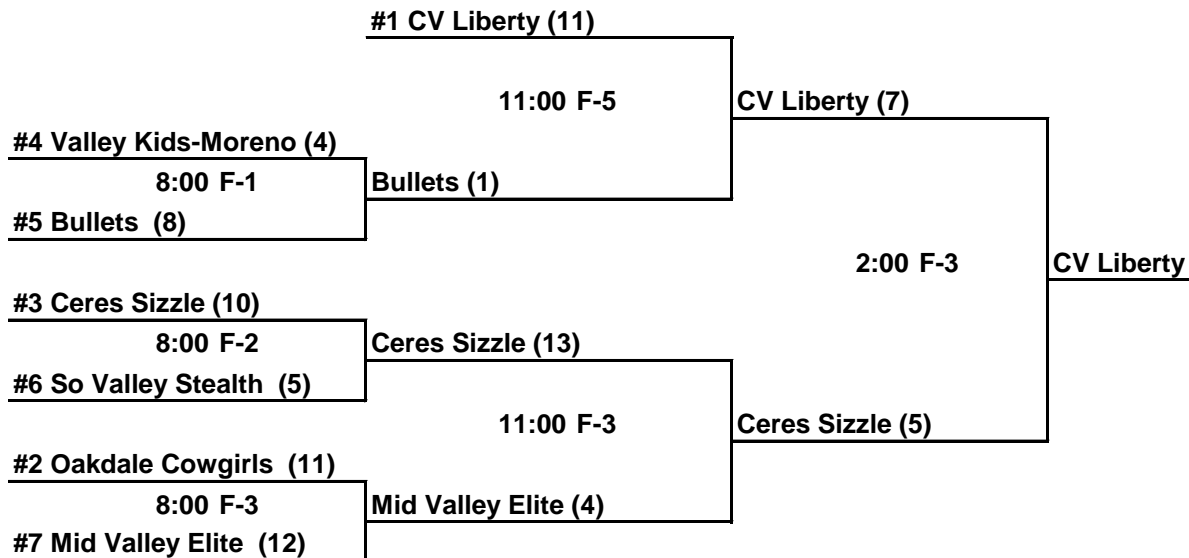 #1 CV Liberty (11)
11:00 F-5
CV Liberty (7)
#4 Valley Kids-Moreno (4)
8:00 F-1
Bullets (1)
#5 Bullets (8)
2:00 F-3
CV Liberty
#3 Ceres Sizzle (10)
8:00 F-2
Ceres Sizzle (13)
#6 So Valley Stealth (5)
11:00 F-3
Ceres Sizzle (5)
#2 Oakdale Cowgirls (11)
8:00 F-3
Mid Valley Elite (4)
#7 Mid Valley Elite (12)